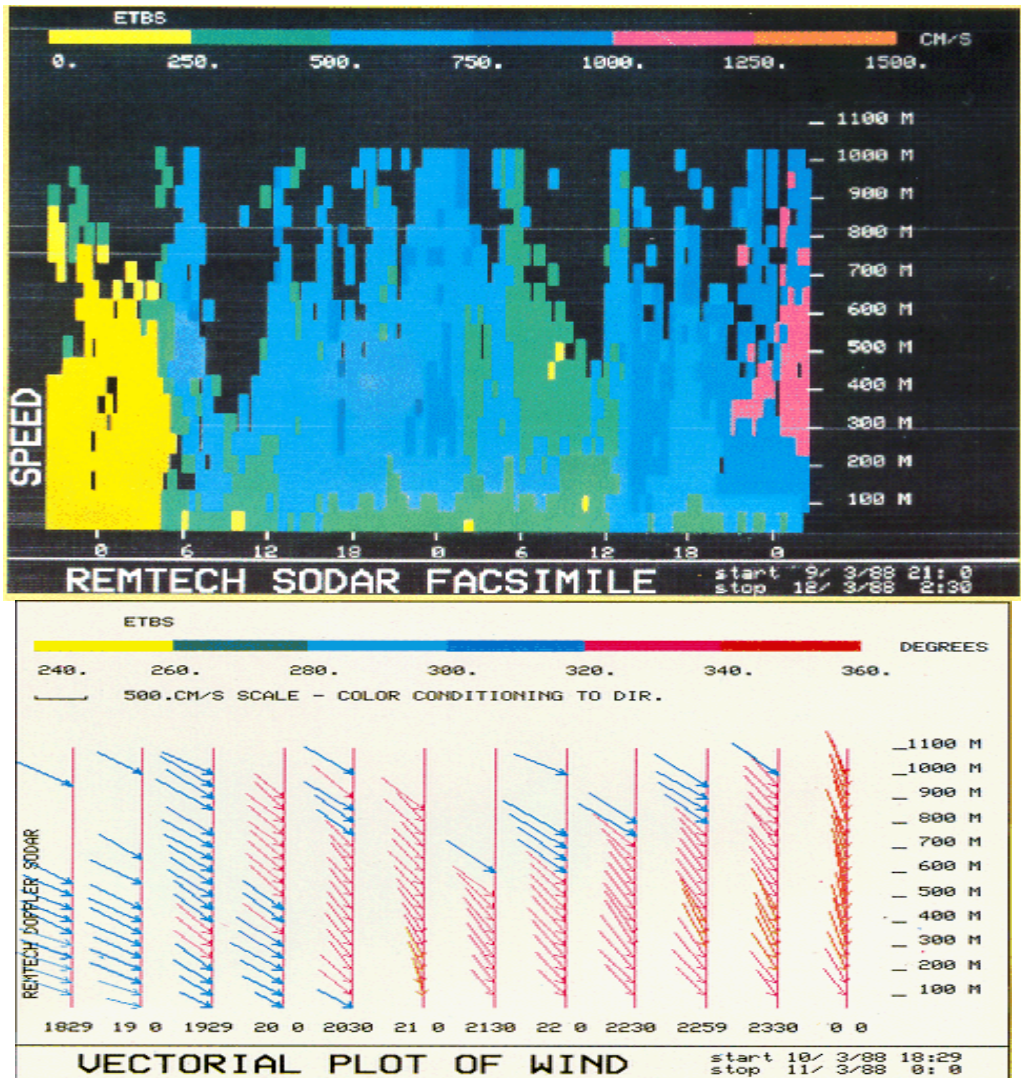 ETBS
CM/S
0. 250. 500. 750. 1000. 1250. 1500.
1100 M
1000 M
900 M
800 M
700 M
600 M
500 M
400 M
300 M
200 M
100 M
SPEED
0 6 12 18 0 6 12 18 0
REMTECH SODAR FACSIMILE
start 9/ 3/88 21: 0
stop 12/ 3/88 2:30
ETBS
DEGREES
240. 260. 280. 300. 320. 340. 360.
500.CM/S SCALE - COLOR CONDITIONING TO DIR.
1100 M
1000 M
900 M
800 M
700 M
600 M
500 M
400 M
300 M
200 M
100 M
REMTECH DOPPLER SODAR
1829 19 0 1929 20 0 2030 21 0 2130 22 0 2230 2259 2330 0 0
VECTORIAL PLOT OF WIND
start 10/ 3/88 18:29
stop 11/ 3/88 0: 0